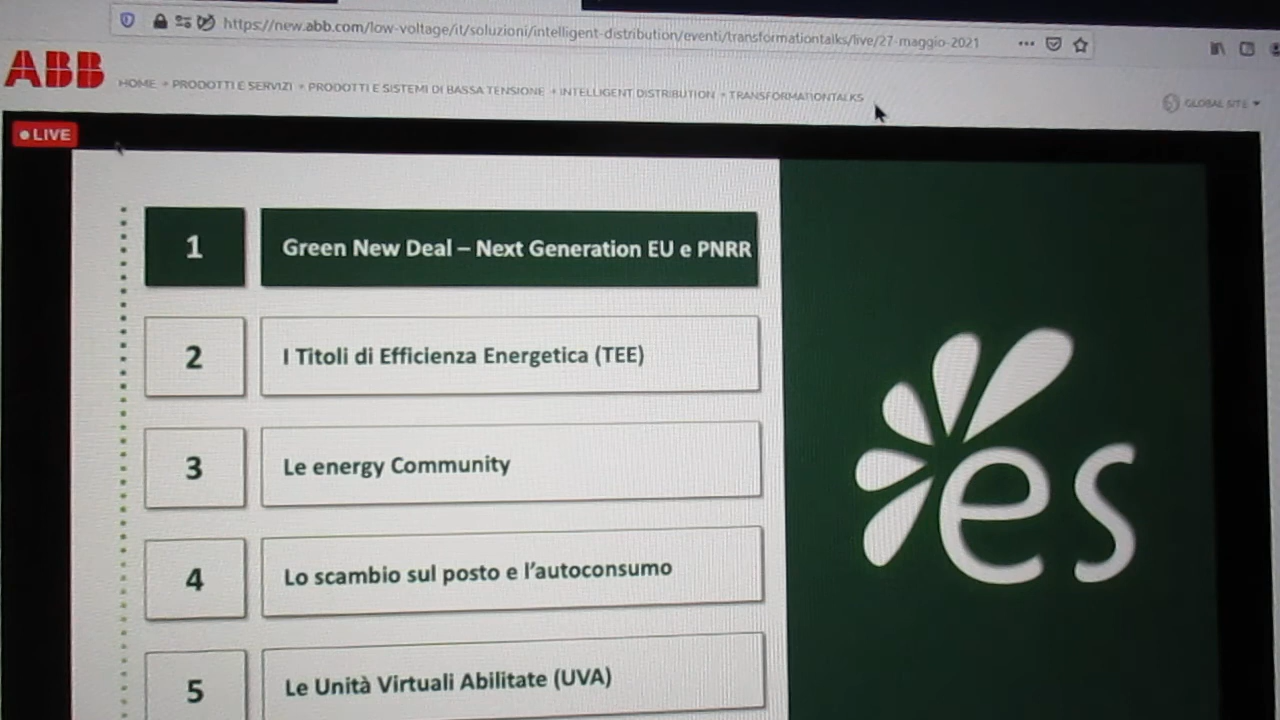 https://new.abb.com/low-voltage/it/soluzioni/intelligent-distribution/eventi/transformationtalks/live/27-maggio-2021
ABB
HOME + PRODOTTI E SERVIZI + PRODOTTI E SISTEMI DI BASSA TENSIONE + INTELLIGENT DISTRIBUTION + TRANSFORMATIONTALKS
GLOBAL SITE
LIVE
1 Green New Deal – Next Generation EU e PNRR
2 I Titoli di Efficienza Energetica (TEE)
3 Le energy Community
4 Lo scambio sul posto e l'autoconsumo
5 Le Unità Virtuali Abilitate (UVA)
es